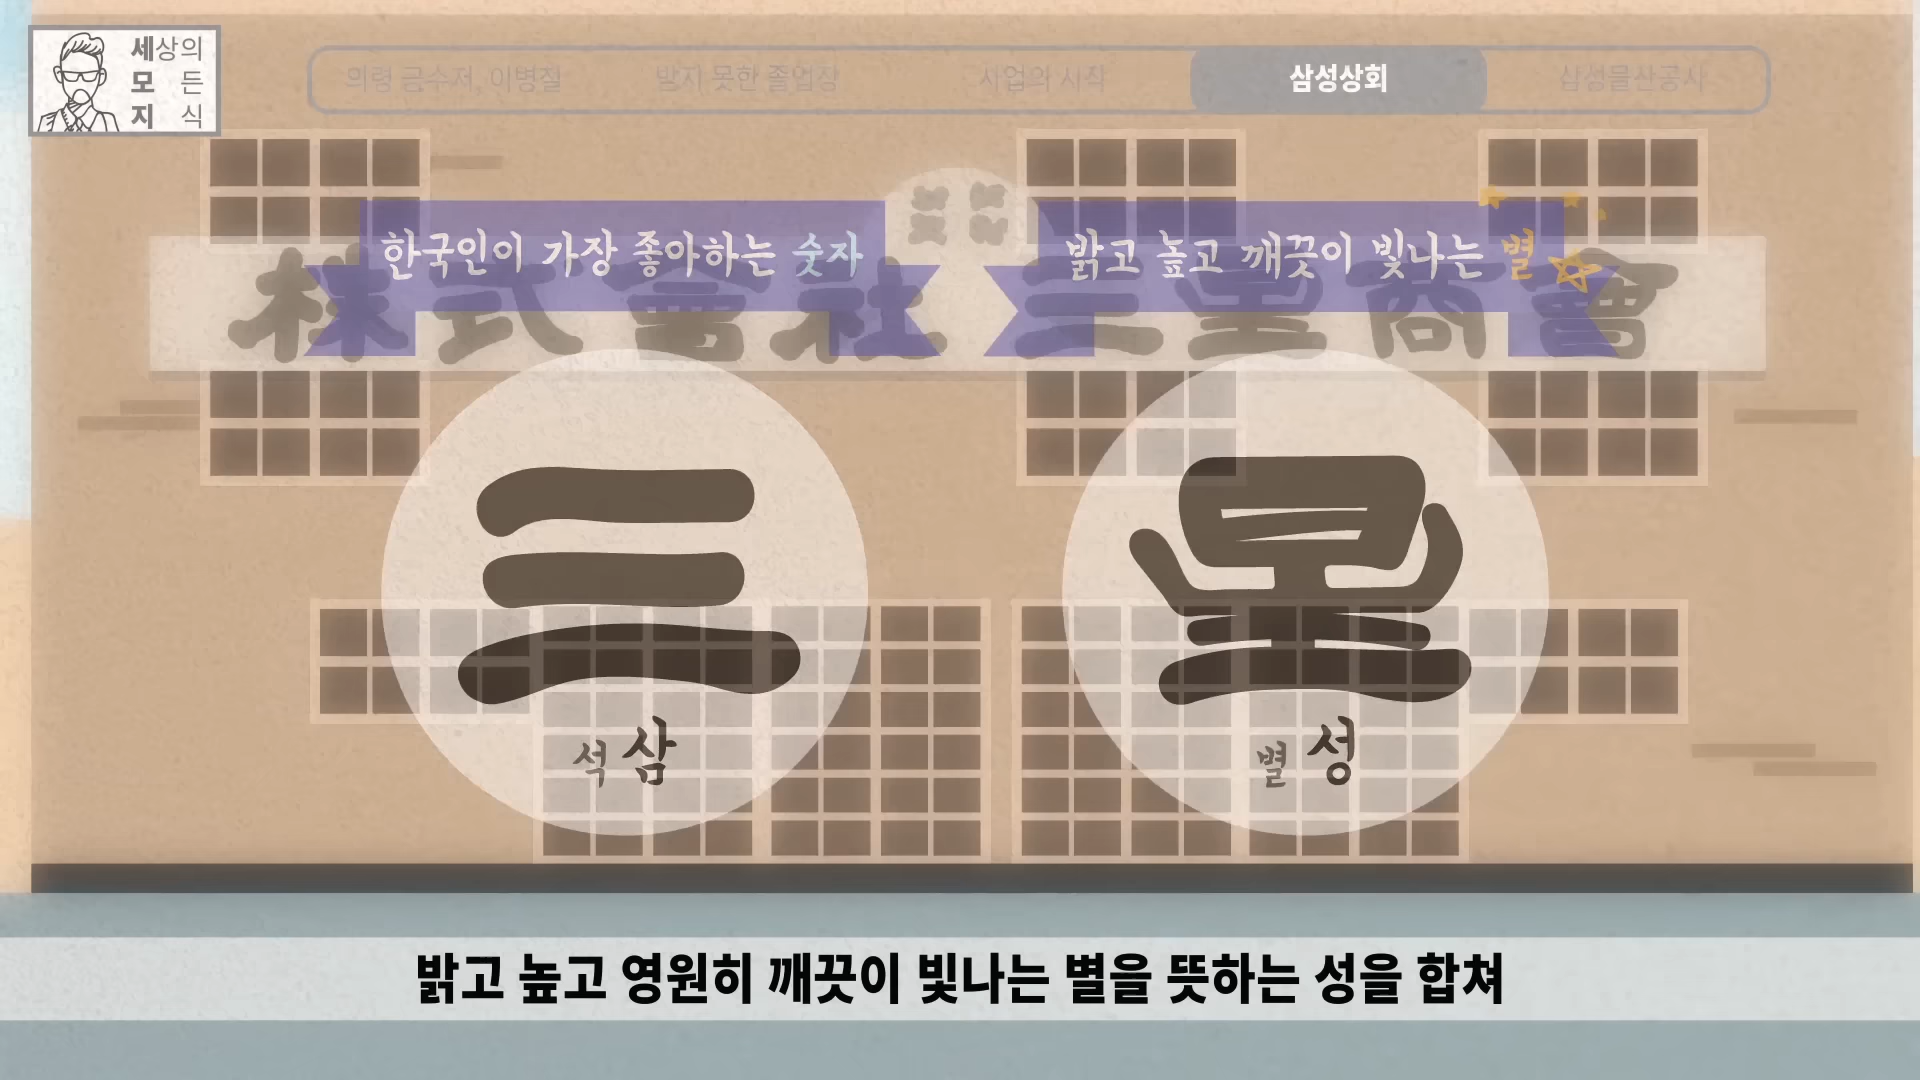 세상의
모든
지식
의령 금수저, 이병철
받지 못한 졸업장
사업의 시작
삼성상회
삼성물산공사
한국인이 가장 좋아하는 숫자
밝고 높고 깨끗이 빛나는 별
株式會社三星商會
三
星
석 삼
별 성
밝고 높고 영원히 깨끗이 빛나는 별을 뜻하는 성을 합쳐